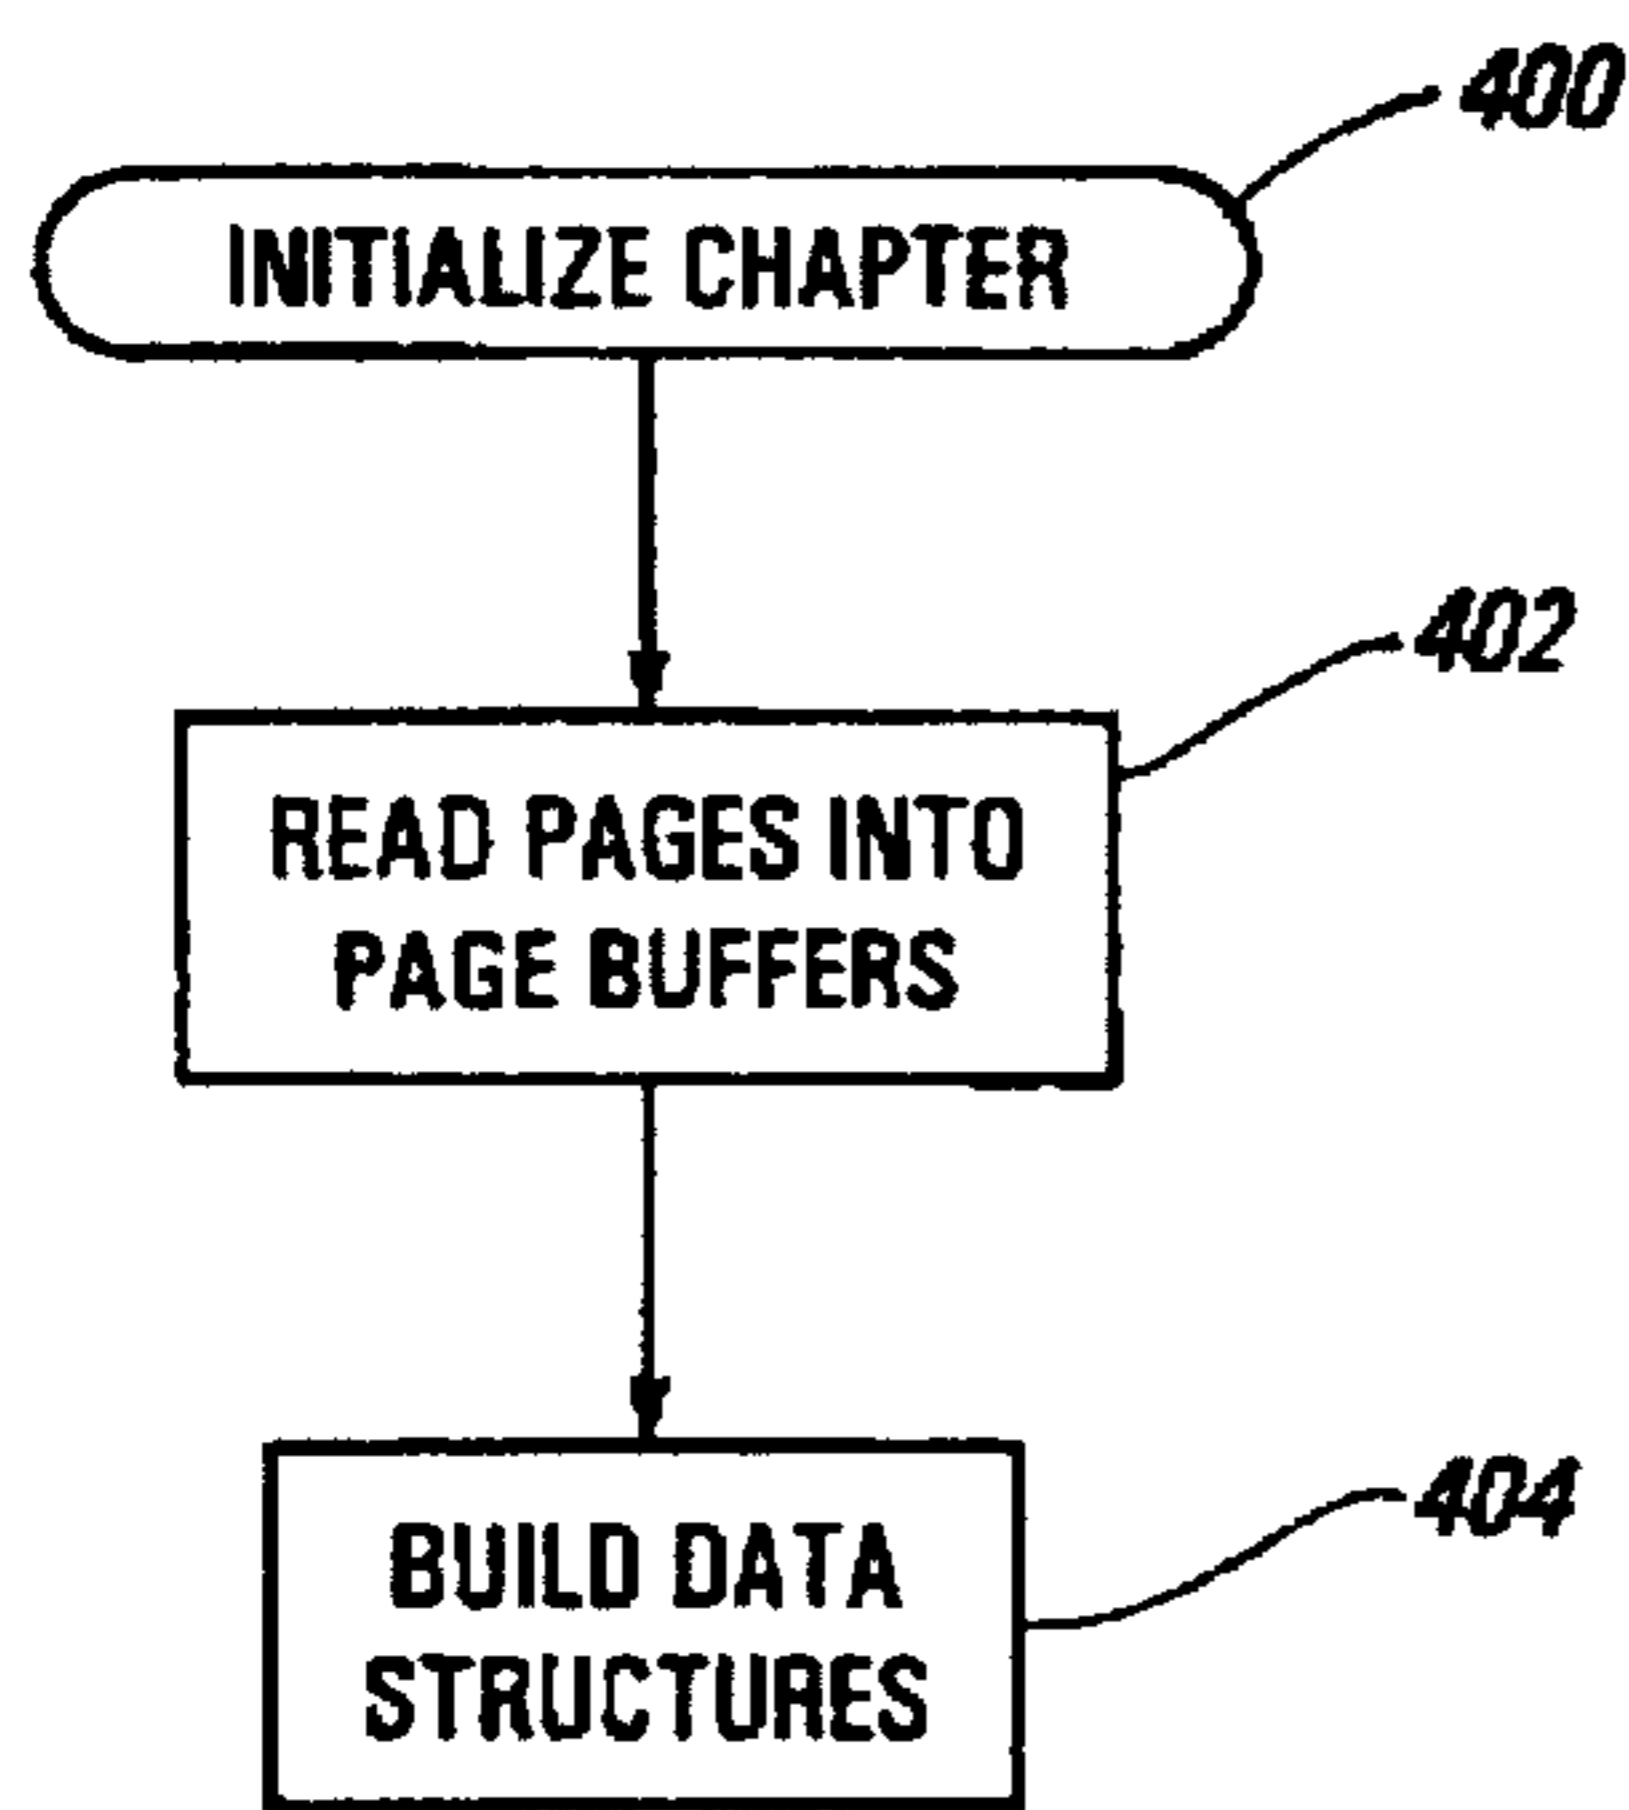 400
INITIALIZE CHAPTER
402
READ PAGES INTO
PAGE BUFFERS
404
BUILD DATA
STRUCTURES